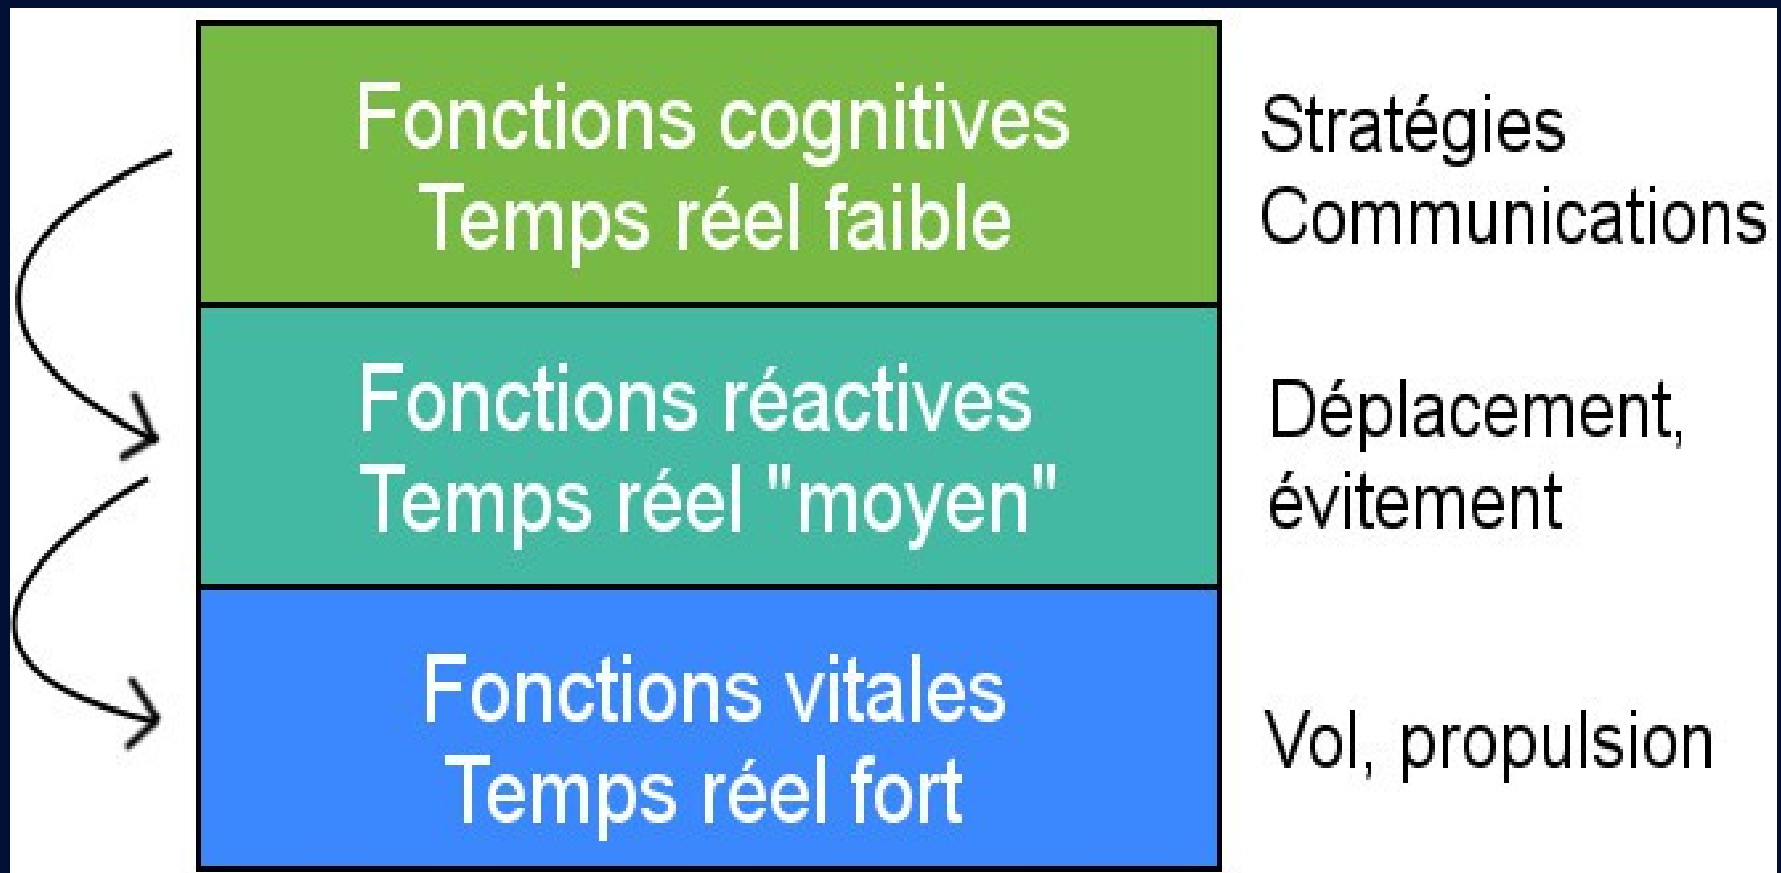 Fonctions cognitives
Temps réel faible
Stratégies
Communications
Fonctions réactives
Temps réel "moyen"
Déplacement,
évitement
Fonctions vitales
Temps réel fort
Vol, propulsion